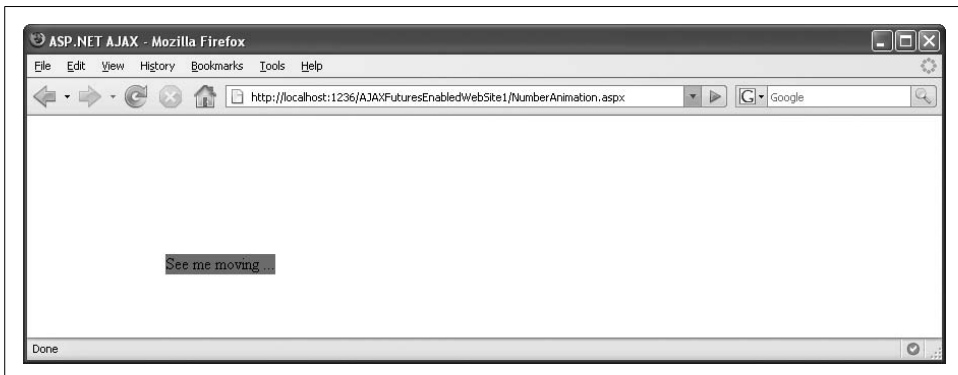 ASP.NET AJAX - Mozilla Firefox
File Edit View History Bookmarks Tools Help
http://localhost:1236/AJAXFuturesEnabledWebSite1/NumberAnimation.aspx G Google
See me moving ...
Done